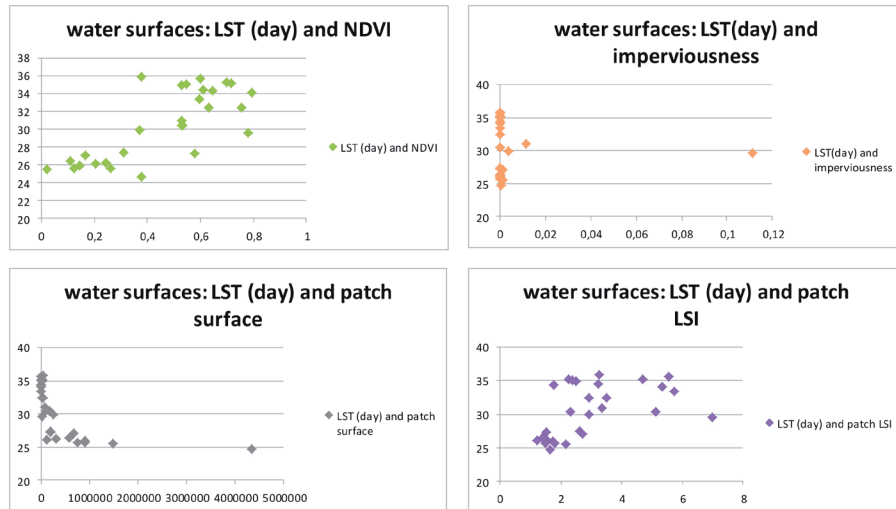 water surfaces: LST (day) and NDVI
38
36
34
32
30
28
26
24
22
20
0 0,2 0,4 0,6 0,8 1
LST (day) and NDVI
water surfaces: LST(day) and
imperviousness
40
35
30
25
20
0 0,02 0,04 0,06 0,08 0,1 0,12
LST(day) and
imperviousness
water surfaces: LST (day) and patch
surface
40
35
30
25
20
0 1000000 2000000 3000000 4000000 5000000
LST (day) and patch
surface
water surfaces: LST (day) and patch
LSI
40
35
30
25
20
0 2 4 6 8
LST (day) and patch LSI